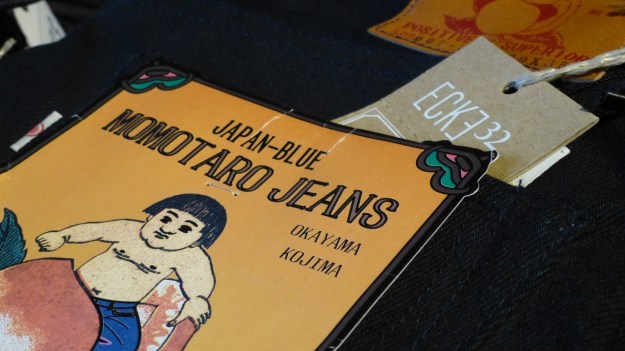 JAPAN-BLUE
MOMOTARO JEANS
OKAYAMA
KOJIMA
ECKE 32